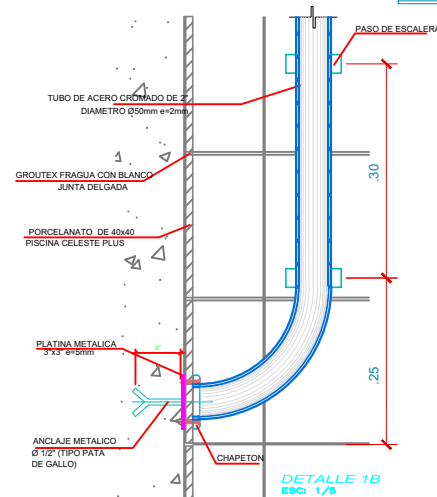 PASO DE ESCALERA
TUBO DE ACERO CROMADO DE 2"
DIAMETRO Ø50mm e=2mm
GROUTEX FRAGUA CON BLANCO
JUNTA DELGADA
.30
PORCELANATO DE 40x40
PISCINA CELESTE PLUS
PLATINA METALICA
3"x3" e=5mm
2"
.25
ANCLAJE METALICO
Ø 1/2" (TIPO PATA
DE GALLO)
CHAPETON
DETALLE 1B
ESC: 1/5